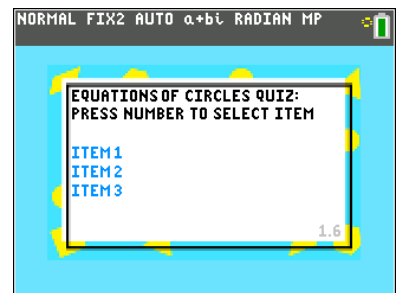 NORMAL FIX2 AUTO a+bi RADIAN MP
EQUATIONS OF CIRCLES QUIZ:
PRESS NUMBER TO SELECT ITEM
ITEM 1
ITEM 2
ITEM 3
1.6